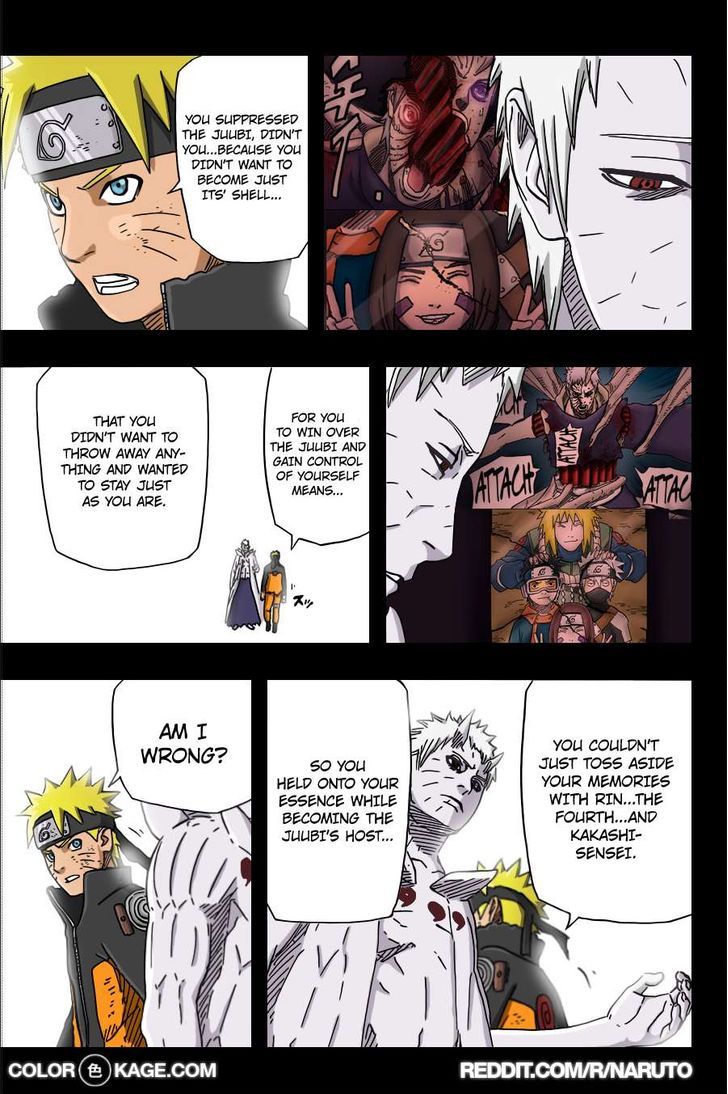 YOU SUPPRESSED
THE JUUBI, DIDN'T
YOU...BECAUSE YOU
DIDN'T WANT TO
BECOME JUST
ITS' SHELL...
ATTACH
ATTACH
ATTAC
FOR YOU
TO WIN OVER
THE JUUBI AND
GAIN CONTROL
OF YOURSELF
MEANS...
THAT YOU
DIDN'T WANT TO
THROW AWAY ANY-
THING AND WANTED
TO STAY JUST
AS YOU ARE.
ズッ
YOU COULDN'T
JUST TOSS ASIDE
YOUR MEMORIES
WITH RIN...THE
FOURTH...AND
KAKASHI-
SENSEI.
SO YOU
HELD ONTO YOUR
ESSENCE WHILE
BECOMING THE
JUUBI'S HOST...
AM I
WRONG?
COLOR 色 KAGE.COM
REDDIT.COM/R/NARUTO